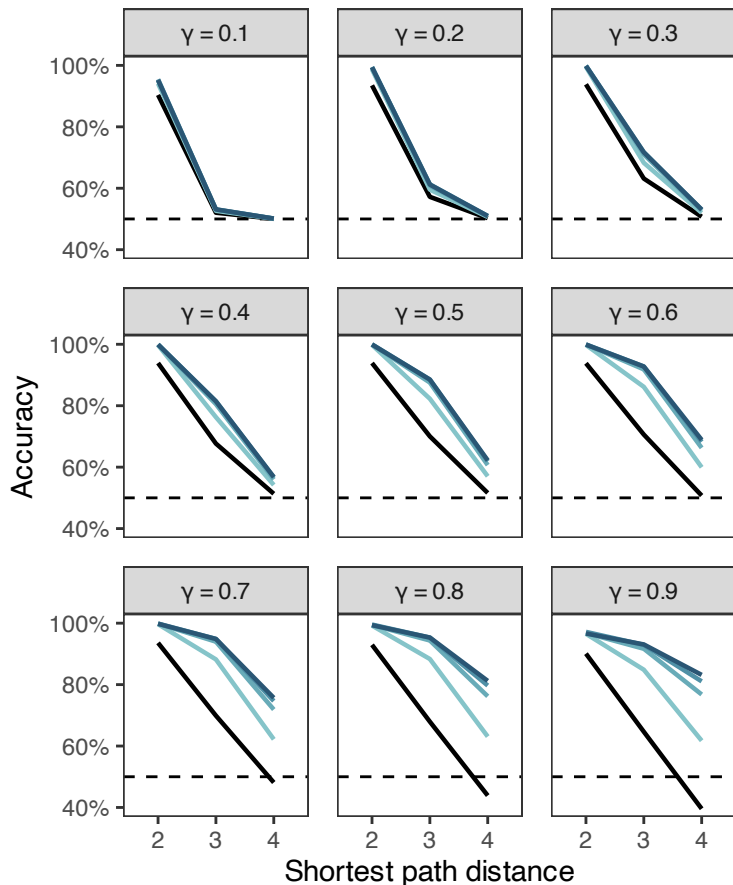 γ = 0.1 γ = 0.2 γ = 0.3
100%
80%
60%
40%
γ = 0.4 γ = 0.5 γ = 0.6
100%
80%
60%
40%
Accuracy
γ = 0.7 γ = 0.8 γ = 0.9
100%
80%
60%
40%
2 3 4 2 3 4 2 3 4
Shortest path distance